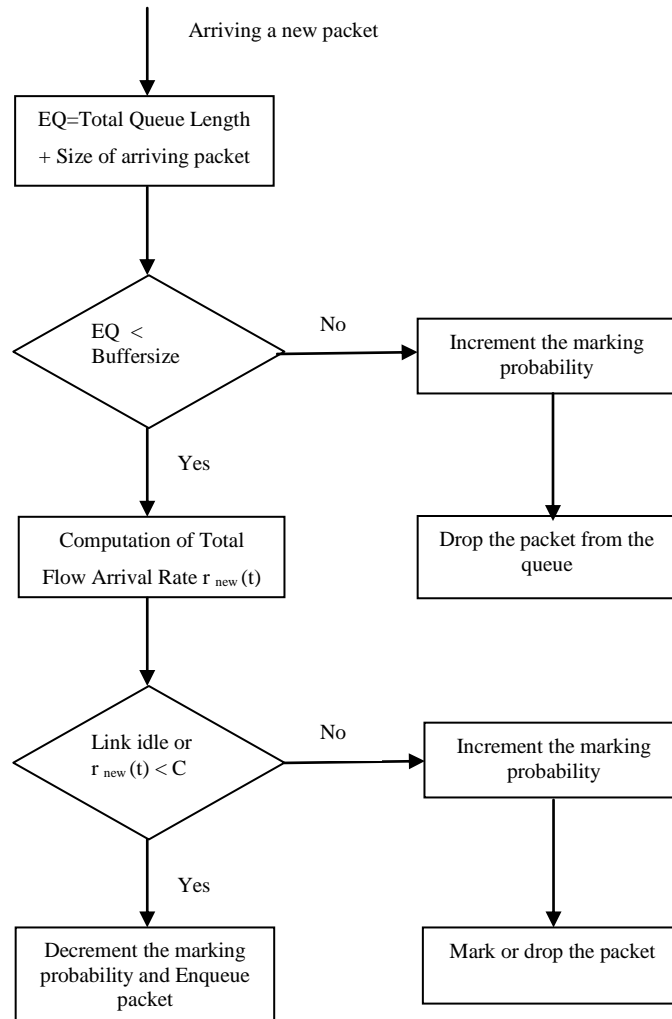 Arriving a new packet
EQ=Total Queue Length
+ Size of arriving packet
EQ <
Buffersize
No
Increment the marking
probability
Yes
Drop the packet from the
queue
Computation of Total
Flow Arrival Rate r new (t)
Link idle or
r new (t) < C
No
Increment the marking
probability
Yes
Decrement the marking
probability and Enqueue
packet
Mark or drop the packet